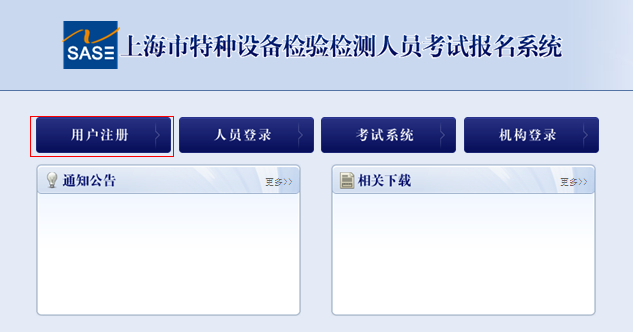 SASE
上海市特种设备检验检测人员考试报名系统
用户注册
人员登录
考试系统
机构登录
通知公告
更多>>
相关下载
更多>>